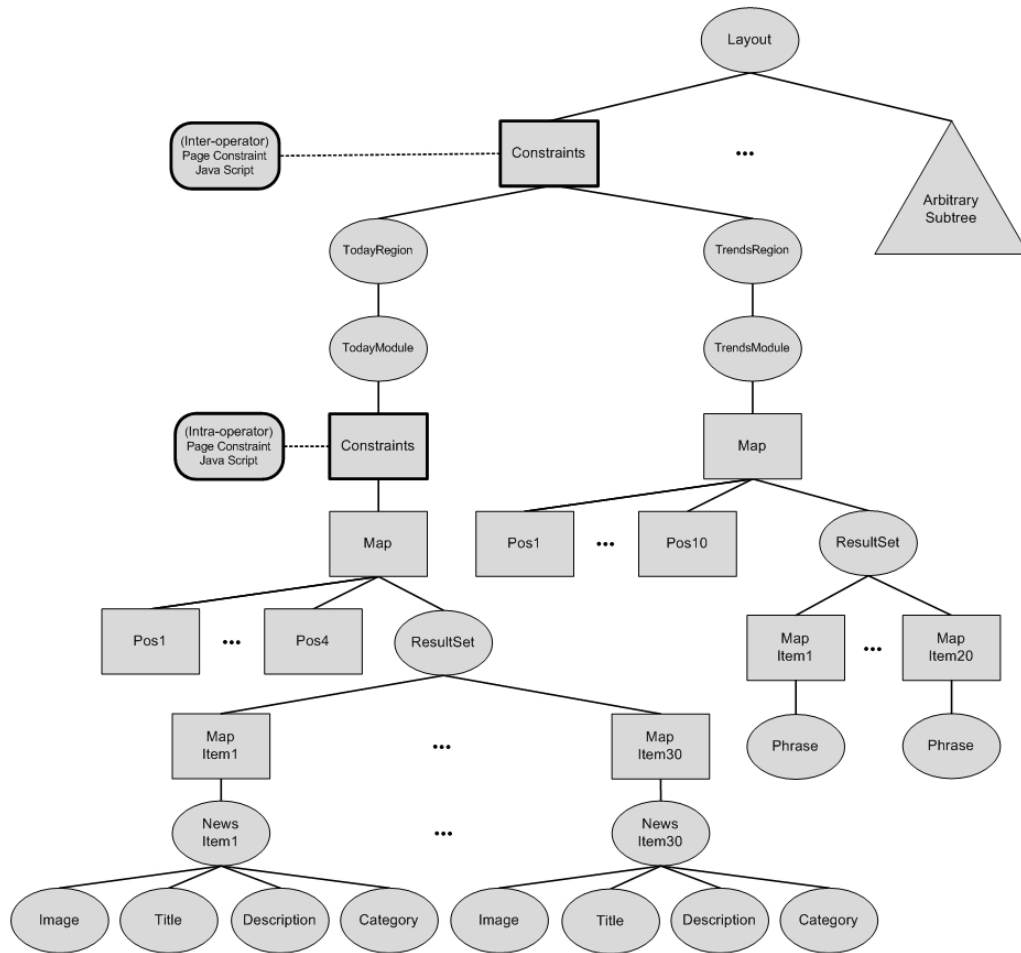 Layout
(Inter-operator)
Page Constraint
Java Script
Constraints
...
Arbitrary
Subtree
TodayRegion
TrendsRegion
TodayModule
TrendsModule
(Intra-operator)
Page Constraint
Java Script
Constraints
Map
Map
Pos1
...
Pos10
ResultSet
Pos1
...
Pos4
ResultSet
Map
Item1
...
Map
Item20
Map
Item1
...
Map
Item30
Phrase
Phrase
News
Item1
...
News
Item30
Image
Title
Description
Category
Image
Title
Description
Category